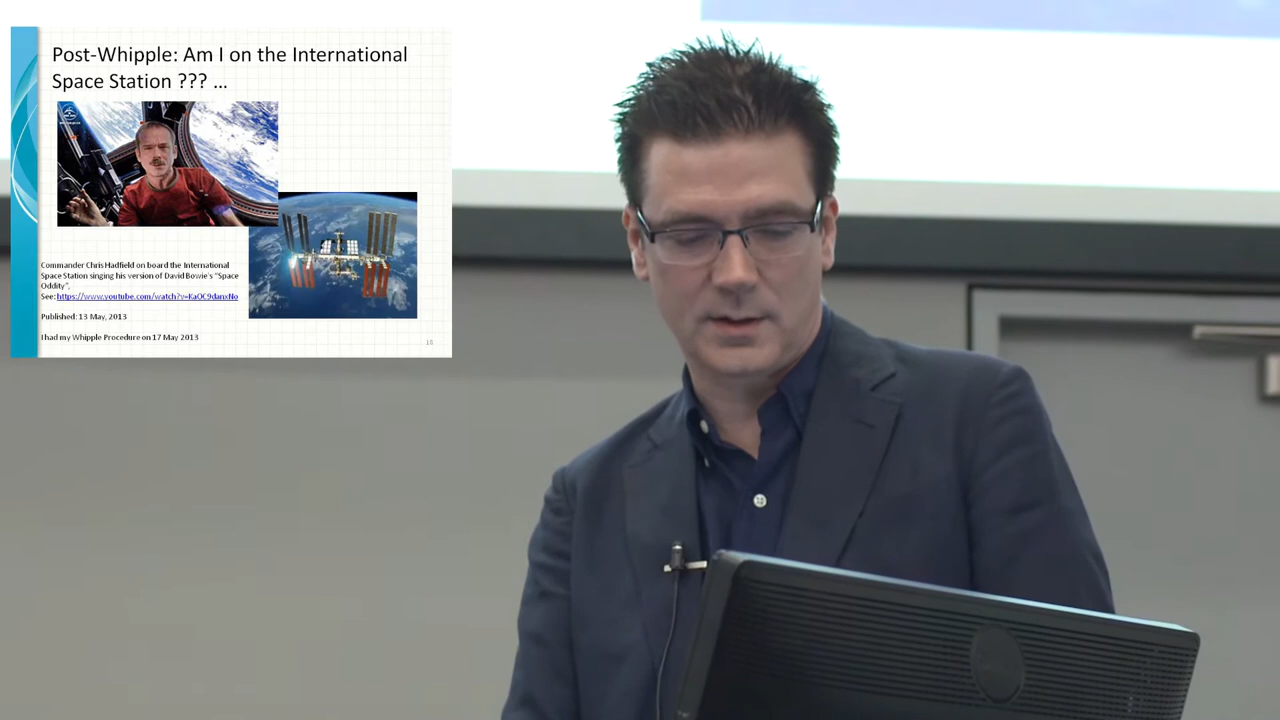 Post-Whipple: Am I on the International
Space Station ??? ...
Commander Chris Hadfield on board the International
Space Station singing his version of David Bowie's "Space
Oddity",
See: https://www.youtube.com/watch?v=KaOC9danxNo
Published: 13 May, 2013
I had my Whipple Procedure on 17 May 2013
18